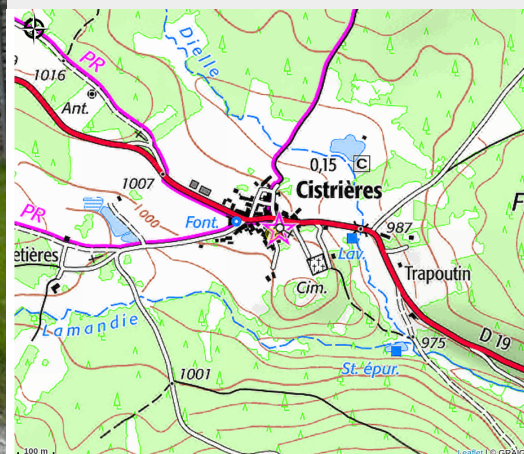 PR
Dielle
1016
Ant.
0,15
C
1007
Cistrières
PR
1000
Font.
987
Lav.
etières
Trapoutin
Cim.
Lamandie
D 19
975
St. épur.
1001
100 m
Leaflet | ©